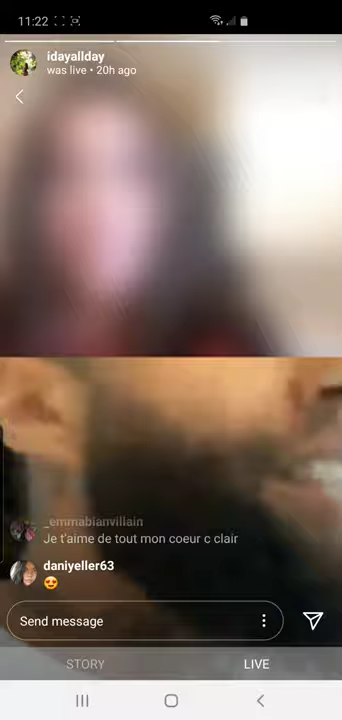 11:22
idayallday
was live • 20h ago
_emmabianvillain
Je t'aime de tout mon coeur c clair
daniyeller63
😍
Send message
STORY
LIVE